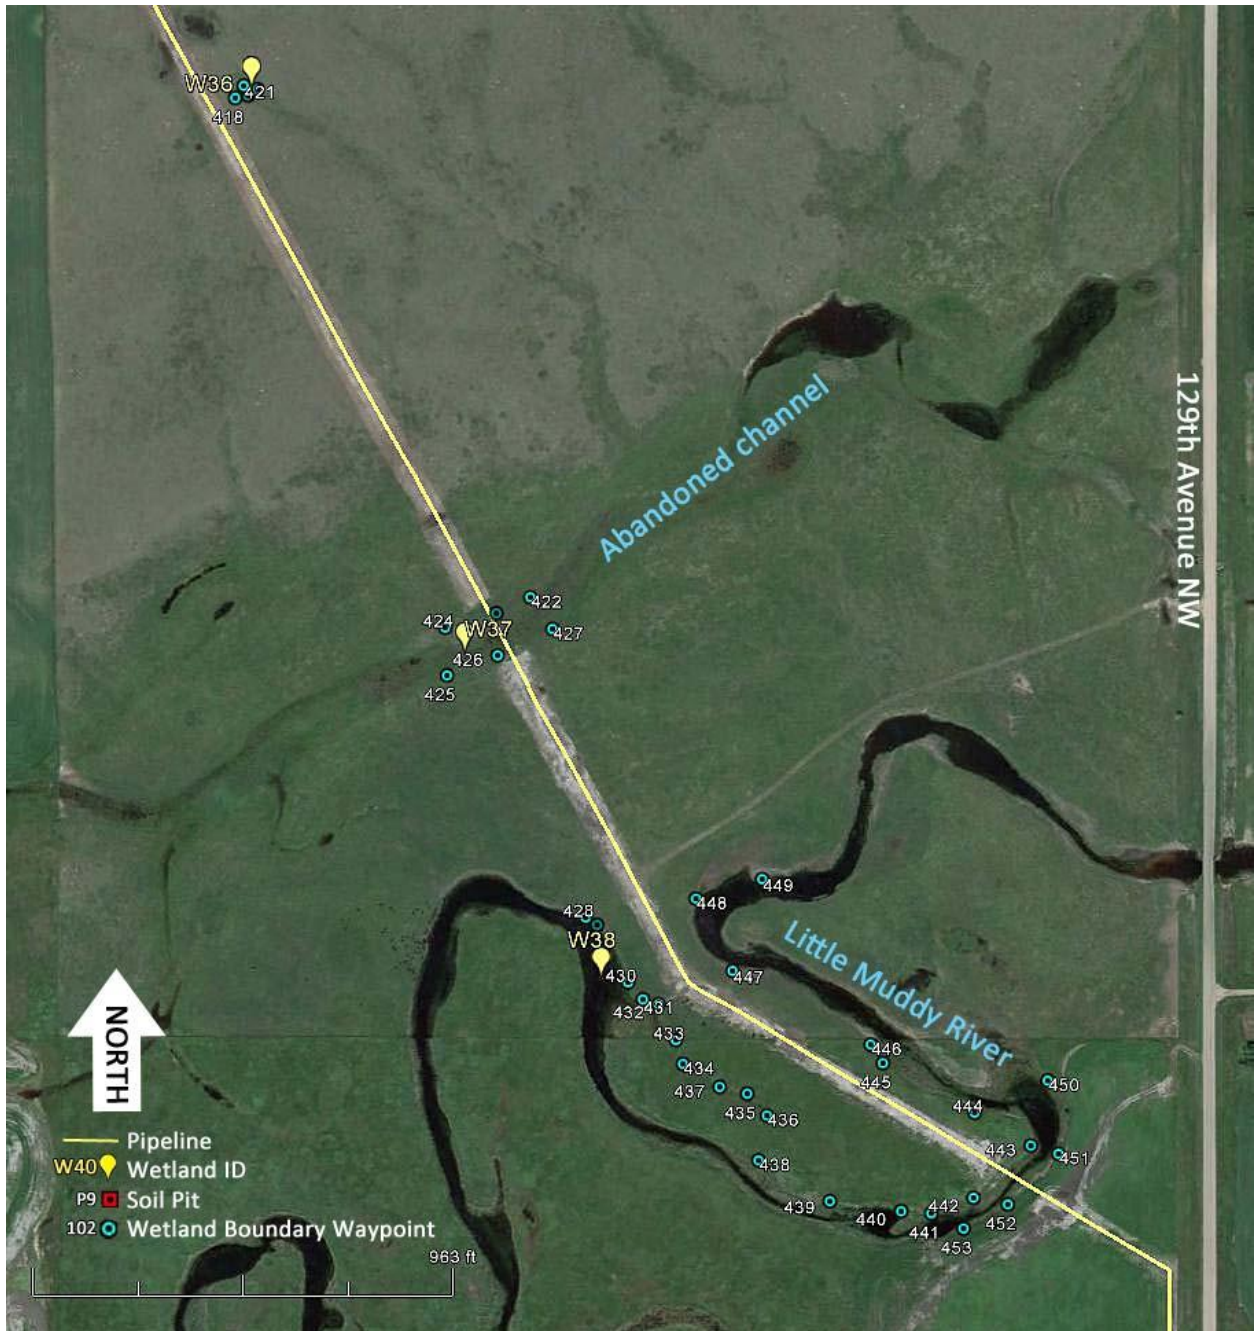 W36
421
418
Abandoned channel
129th Avenue NW
422
424
W37
427
426
425
449
448
428
W38
Little Muddy River
430
447
432
431
433
446
434
445
450
437
435
436
444
443
451
438
439
442
440
441
452
453
NORTH
Pipeline
W40 Wetland ID
P9 Soil Pit
102 Wetland Boundary Waypoint
963 ft